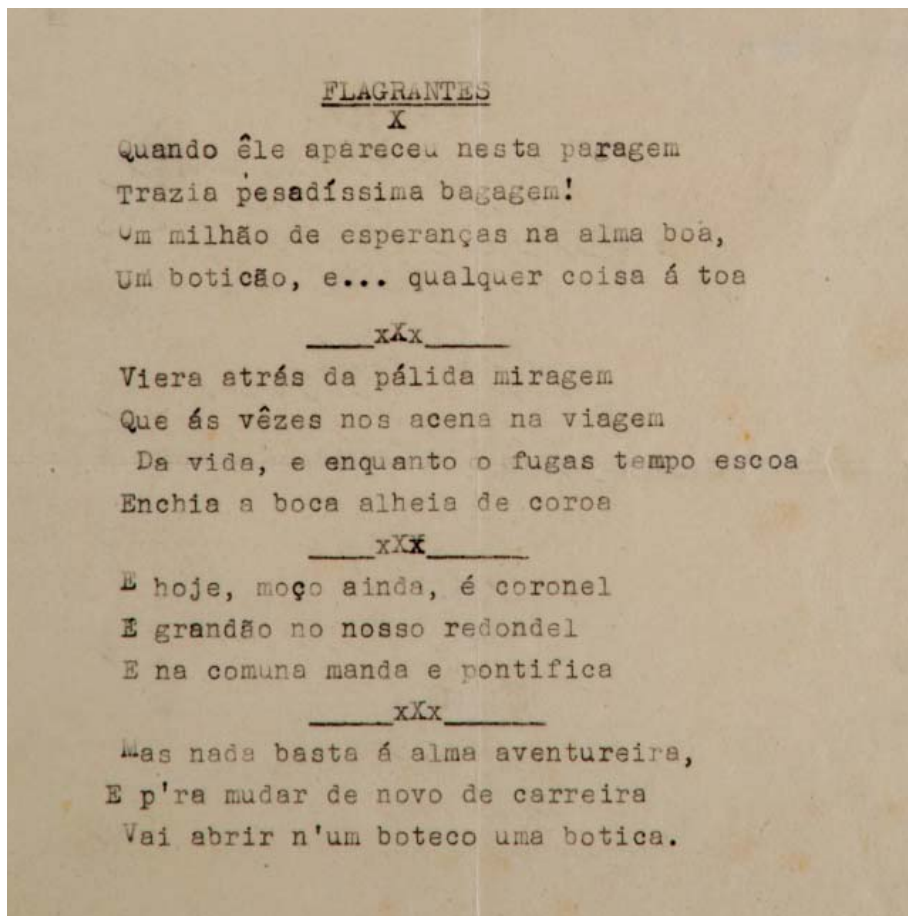 FLAGRANTES
X
Quando êle apareceu nesta paragem
Trazia pesadíssima bagagem!
Um milhão de esperanças na alma boa,
Um boticão, e... qualquer coisa á toa
____xXx_____
Viera atrás da pálida miragem
Que ás vêzes nos acena na viagem
Da vida, e enquanto o fugas tempo escoa
Enchia a boca alheia de coroa
____xXx______
E hoje, moço ainda, é coronel
É grandão no nosso redondel
E na comuna manda e pontifica
_____xXx______
Mas nada basta á alma aventureira,
E p'ra mudar de novo de carreira
Vai abrir n'um boteco uma botica.